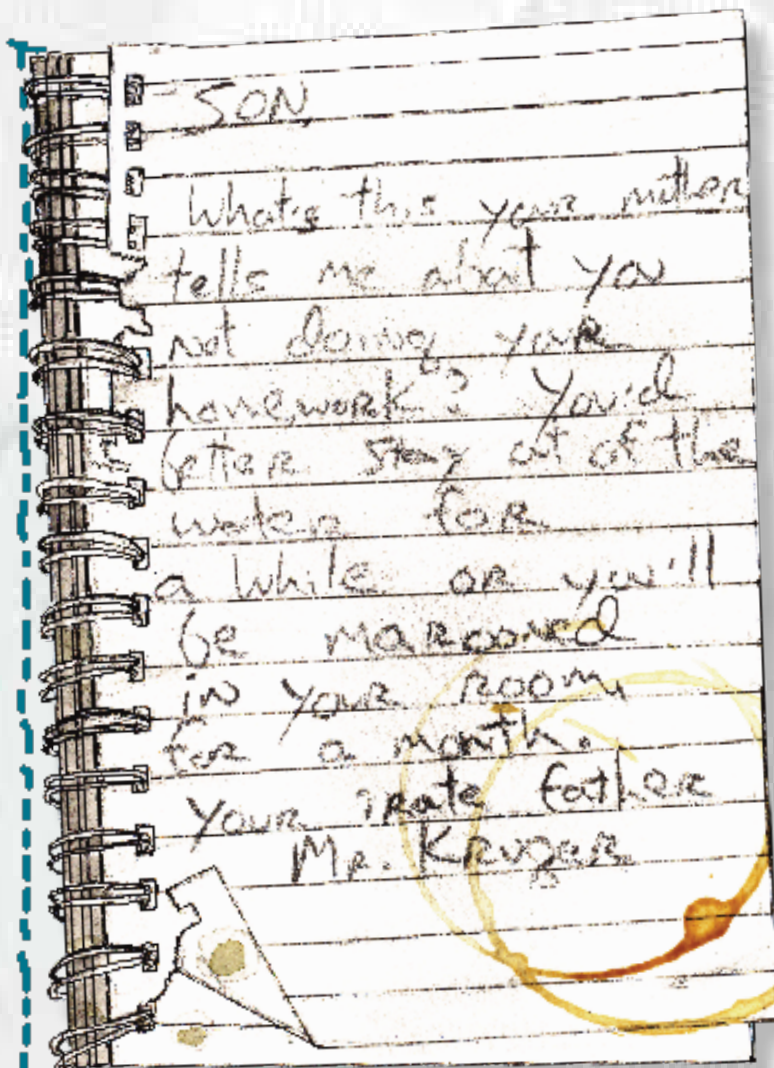 SON,
What's this your mother
tells me about you
not doing your
homework? You'd
better stay out of the
water for
a while or you'll
be marooned
in your room
for a month.
Your irate father
Mr. Kruger